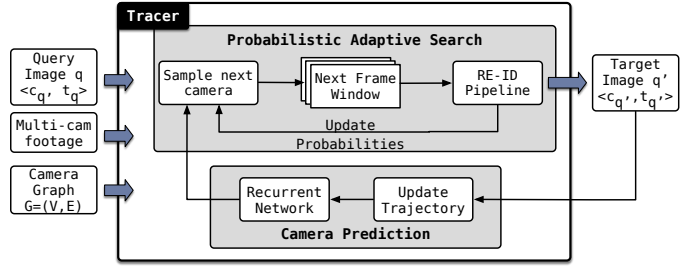 Tracer
Probabilistic Adaptive Search
Query
Image q
<c_q, t_q>
Multi-cam
footage
Camera
Graph
G=(V,E)
Sample next
camera
Next Frame
Window
RE-ID
Pipeline
Update
Probabilities
Target
Image q’
<c_q’,t_q’>
Recurrent
Network
Update
Trajectory
Camera Prediction